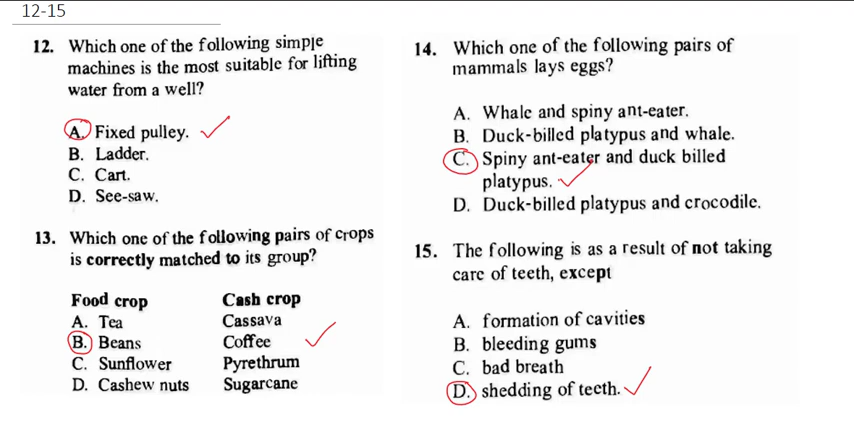 12-15
12. Which one of the following simple
machines is the most suitable for lifting
water from a well?
A. Fixed pulley.
B. Ladder.
C. Cart.
D. See-saw.
13. Which one of the following pairs of crops
is correctly matched to its group?
Food crop Cash crop
A. Tea Cassava
B. Beans Coffee
C. Sunflower Pyrethrum
D. Cashew nuts Sugarcane
14. Which one of the following pairs of
mammals lays eggs?
A. Whale and spiny ant-eater.
B. Duck-billed platypus and whale.
C. Spiny ant-eater and duck billed
platypus.
D. Duck-billed platypus and crocodile.
15. The following is as a result of not taking
care of teeth, except
A. formation of cavities
B. bleeding gums
C. bad breath
D. shedding of teeth.